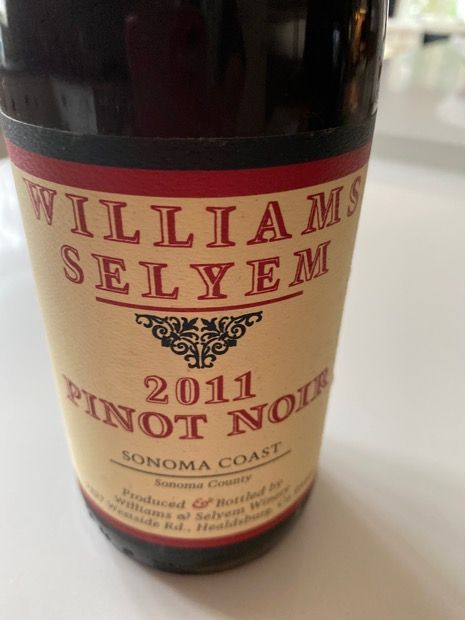 WILLIAMS
SELYEM
2011
PINOT NOIR
SONOMA COAST
Sonoma County
Produced & Bottled by
Williams & Selyem Winery
Westside Rd., Healdsburg, CA